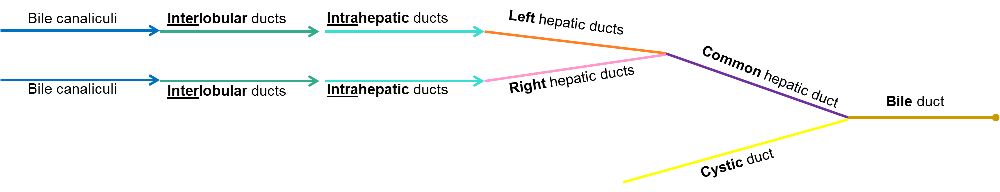 Bile canaliculi
Interlobular ducts
Intrahepatic ducts
Left hepatic ducts
Bile canaliculi
Interlobular ducts
Intrahepatic ducts
Right hepatic ducts
Common hepatic duct
Bile duct
Cystic duct